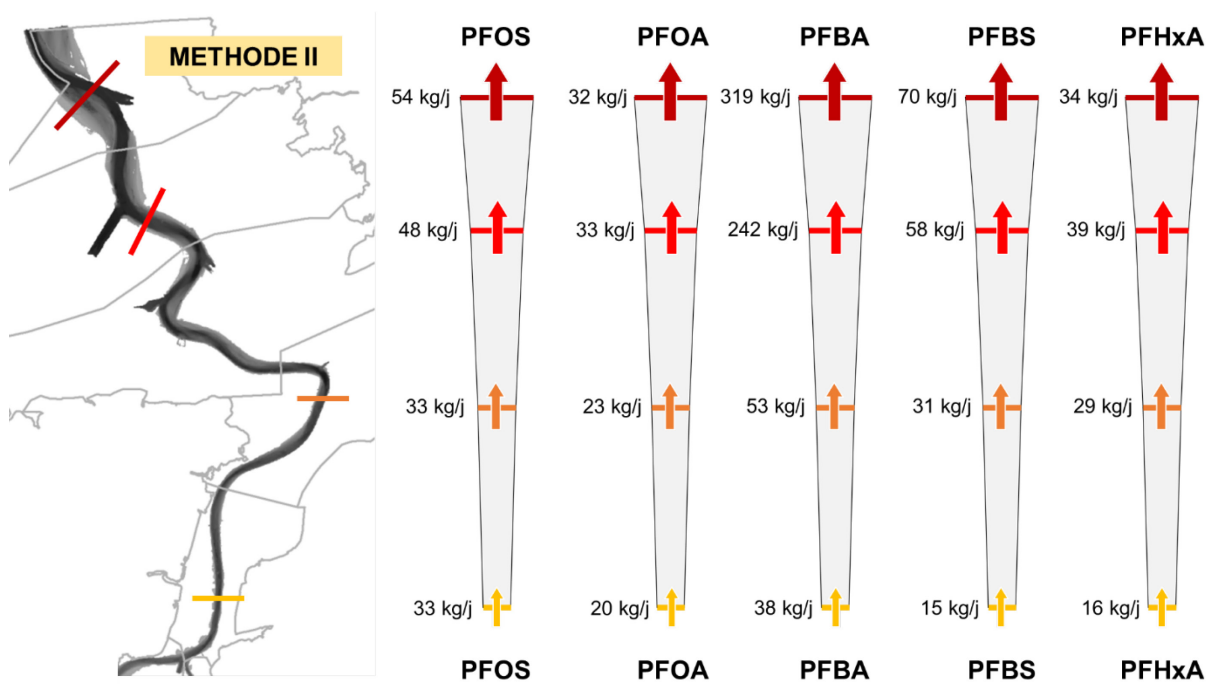 METHODE II
PFOS PFOA PFBA PFBS PFHxA
54 kg/j 32 kg/j 319 kg/j 70 kg/j 34 kg/j
48 kg/j 33 kg/j 242 kg/j 58 kg/j 39 kg/j
33 kg/j 23 kg/j 53 kg/j 31 kg/j 29 kg/j
33 kg/j 20 kg/j 38 kg/j 15 kg/j 16 kg/j
PFOS PFOA PFBA PFBS PFHxA